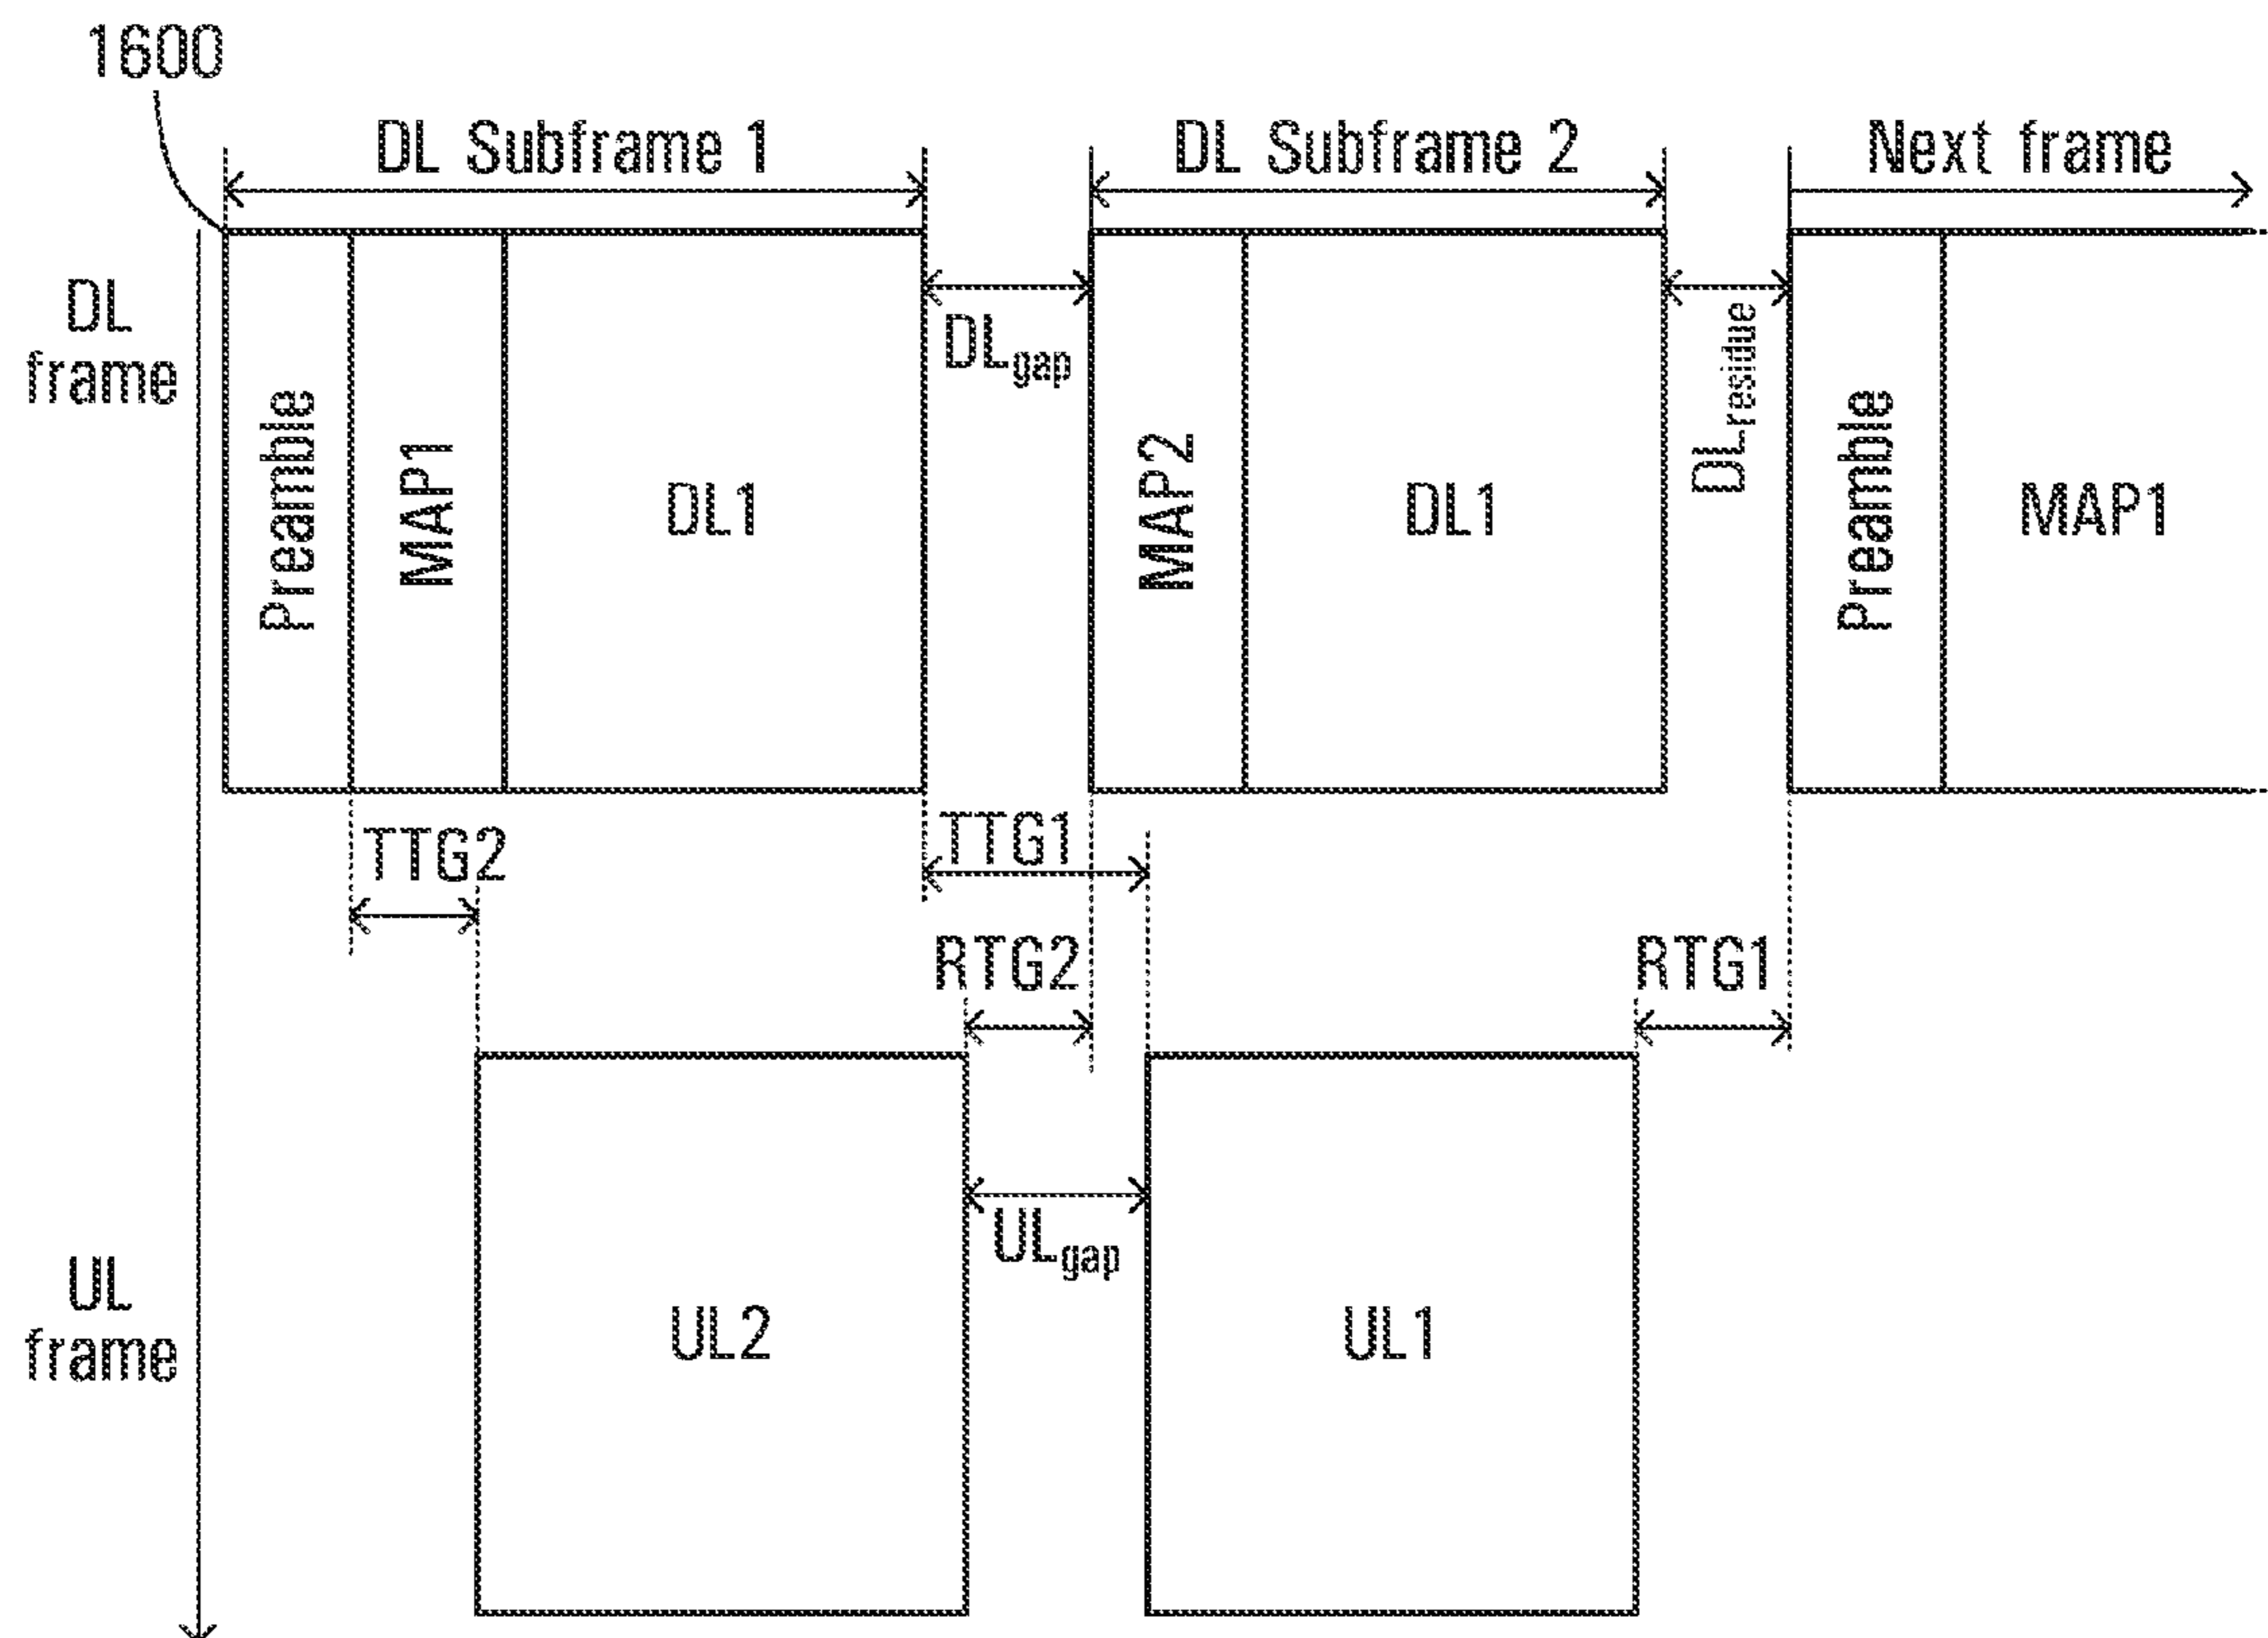 1600
DL Subframe 1
DL Subframe 2
Next frame
DL
frame
Preamble
MAP1
DL1
DLgap
MAP2
DL1
DLresidue
Preamble
MAP1
TTG2
TTG1
RTG2
RTG1
UL
frame
UL2
ULgap
UL1